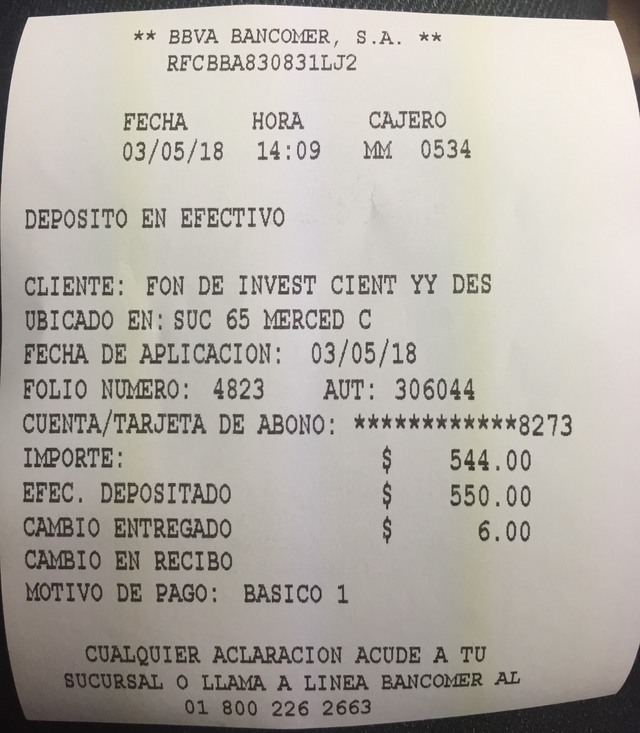 ** BBVA BANCOMER, S.A. **
RFCBBA830831LJ2
FECHA HORA CAJERO
03/05/18 14:09 MM 0534
DEPOSITO EN EFECTIVO
CLIENTE: FON DE INVEST CIENT YY DES
UBICADO EN: SUC 65 MERCED C
FECHA DE APLICACION: 03/05/18
FOLIO NUMERO: 4823 AUT: 306044
CUENTA/TARJETA DE ABONO: ************8273
IMPORTE: $ 544.00
EFEC. DEPOSITADO $ 550.00
CAMBIO ENTREGADO $ 6.00
CAMBIO EN RECIBO
MOTIVO DE PAGO: BASICO 1
CUALQUIER ACLARACION ACUDE A TU
SUCURSAL O LLAMA A LINEA BANCOMER AL
01 800 226 2663